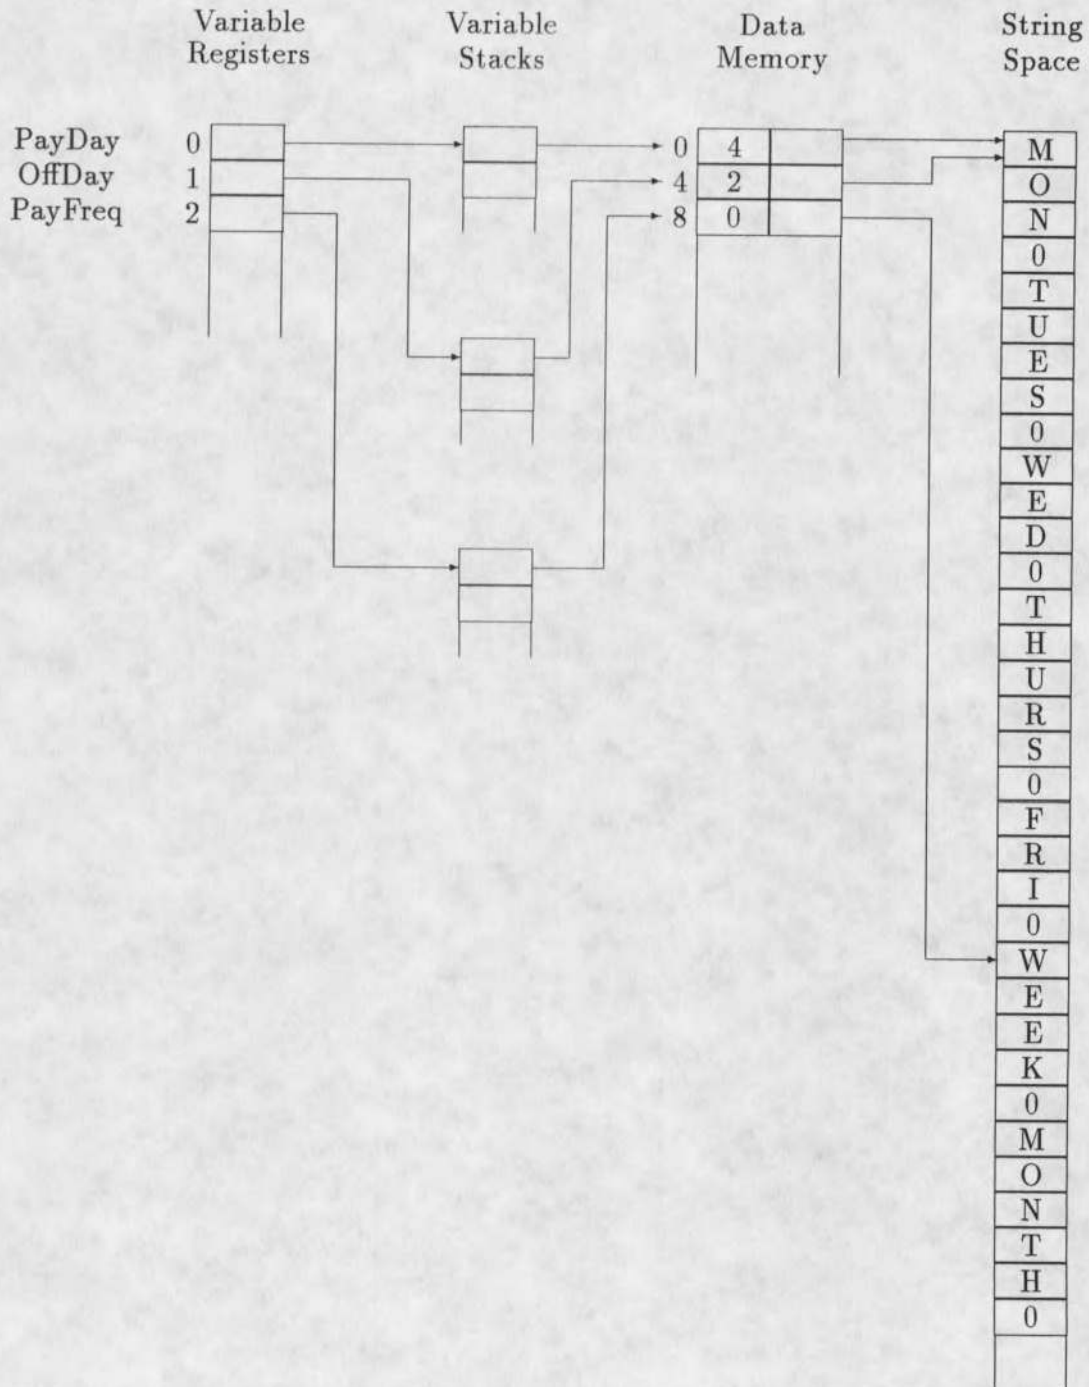 Variable Registers
Variable Stacks
Data Memory
String Space
PayDay 0
OffDay 1
PayFreq 2
0 4
4 2
8 0
M
O
N
0
T
U
E
S
0
W
E
D
0
T
H
U
R
S
0
F
R
I
0
W
E
E
K
0
M
O
N
T
H
0